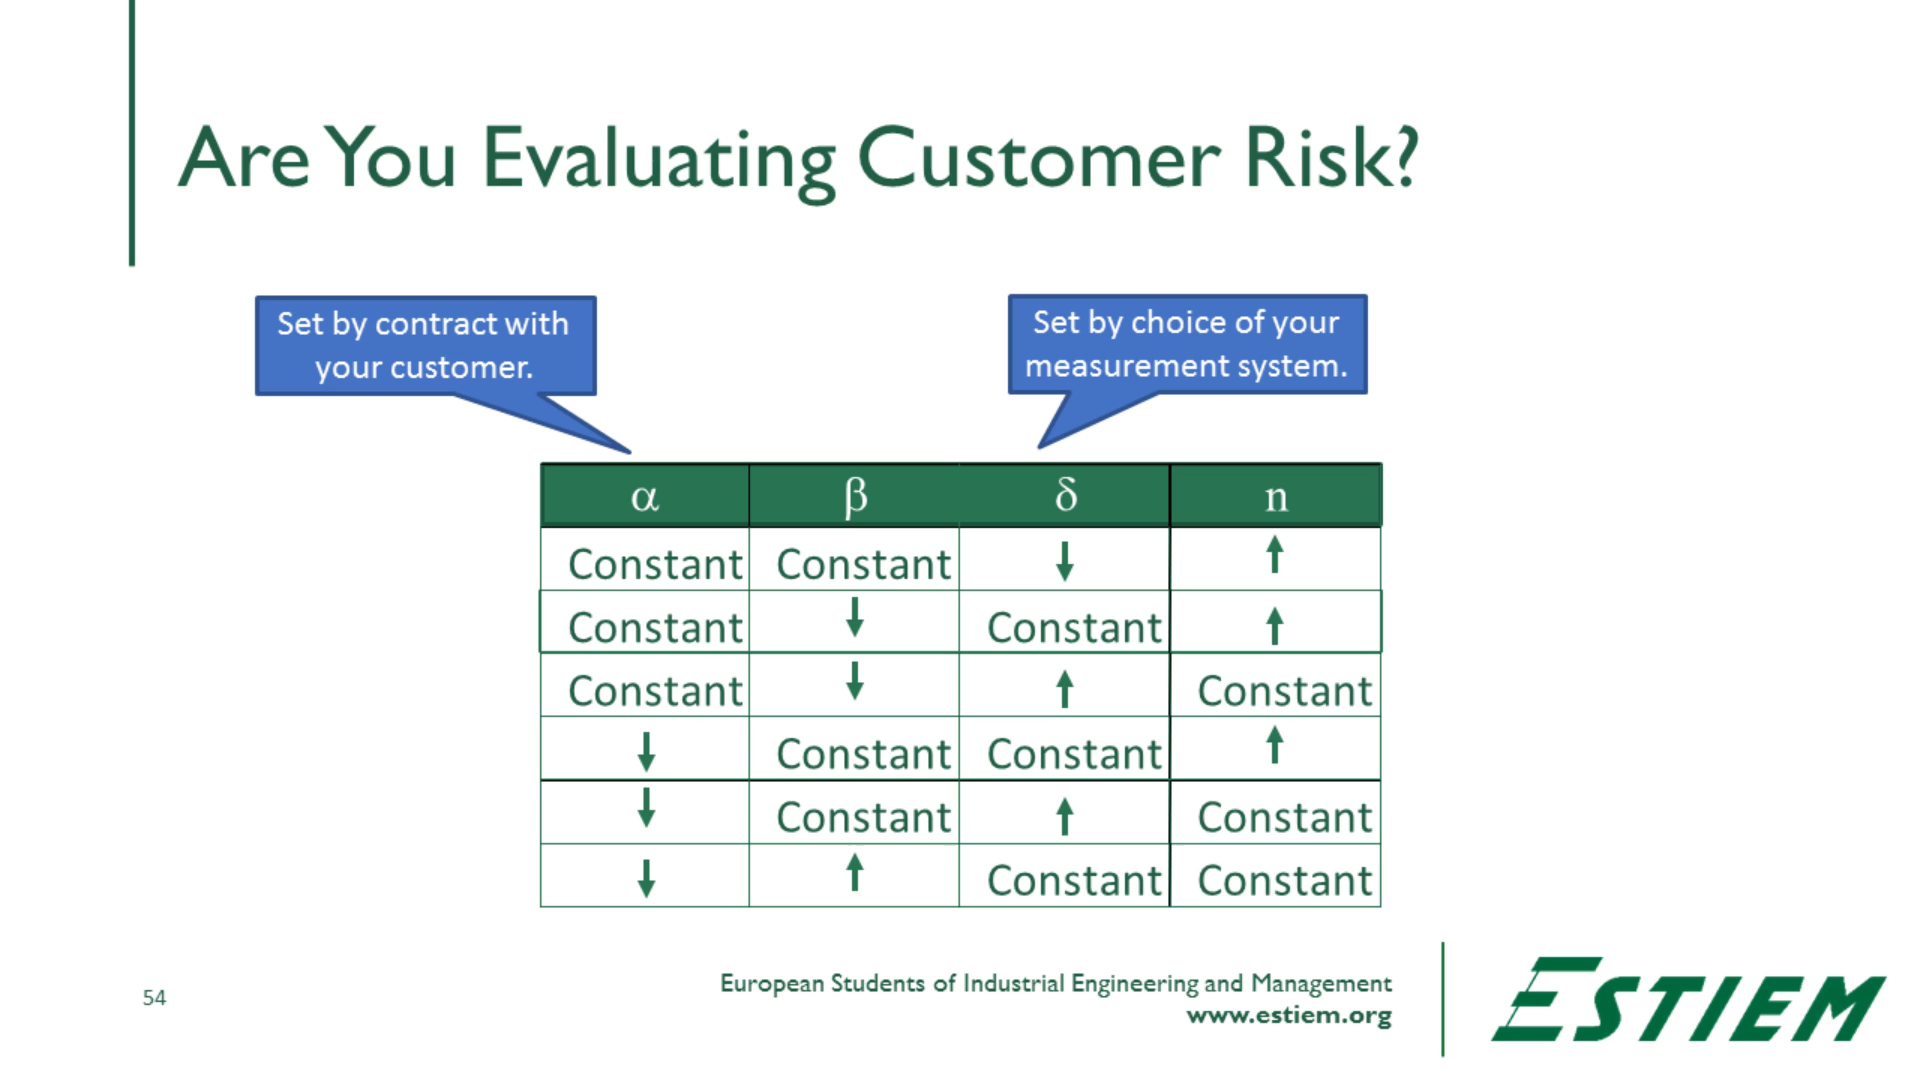 Are You Evaluating Customer Risk?
Set by contract with
your customer.
Set by choice of your
measurement system.
α β δ n
Constant Constant ↓ ↑
Constant ↓ Constant ↑
Constant ↓ ↑ Constant
↓ Constant Constant ↑
↓ Constant ↑ Constant
↓ ↑ Constant Constant
54
European Students of Industrial Engineering and Management
www.estiem.org
ESTIEM